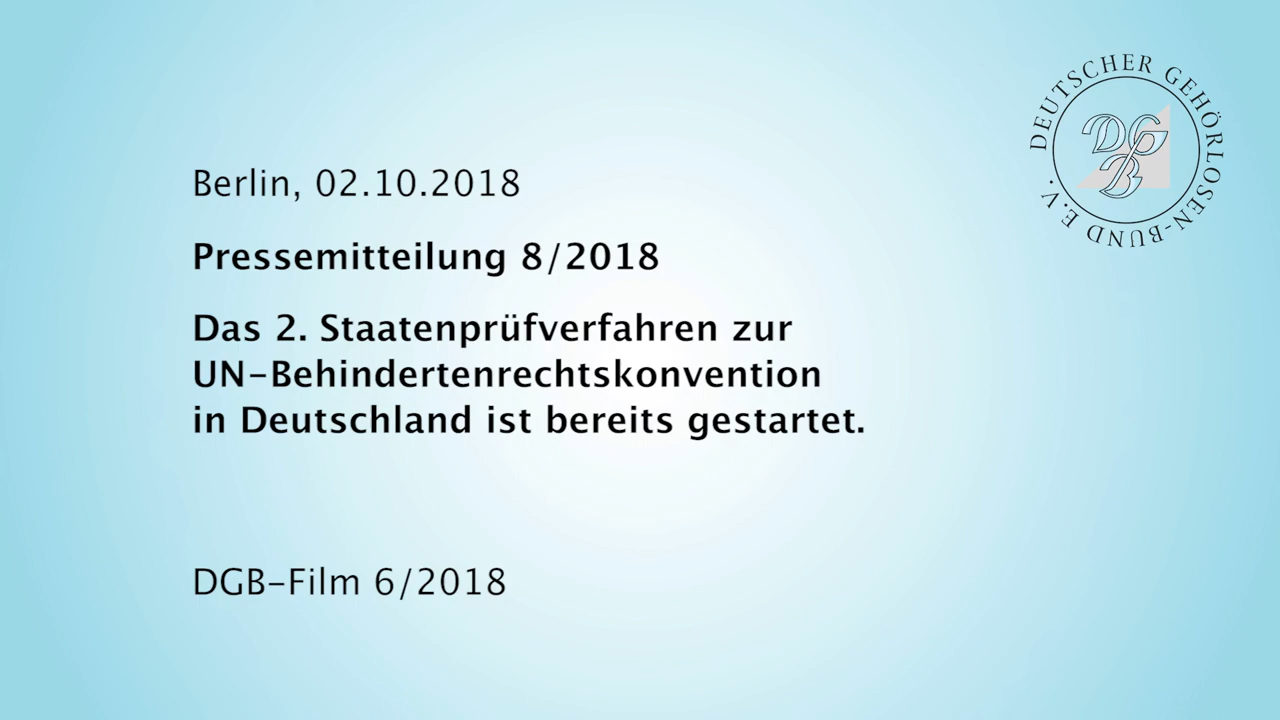 DEUTSCHER GEHÖRLOSEN-BUND E.V. ·
DGB
Berlin, 02.10.2018
Pressemitteilung 8/2018
Das 2. Staatenprüfverfahren zur
UN-Behindertenrechtskonvention
in Deutschland ist bereits gestartet.
DGB-Film 6/2018